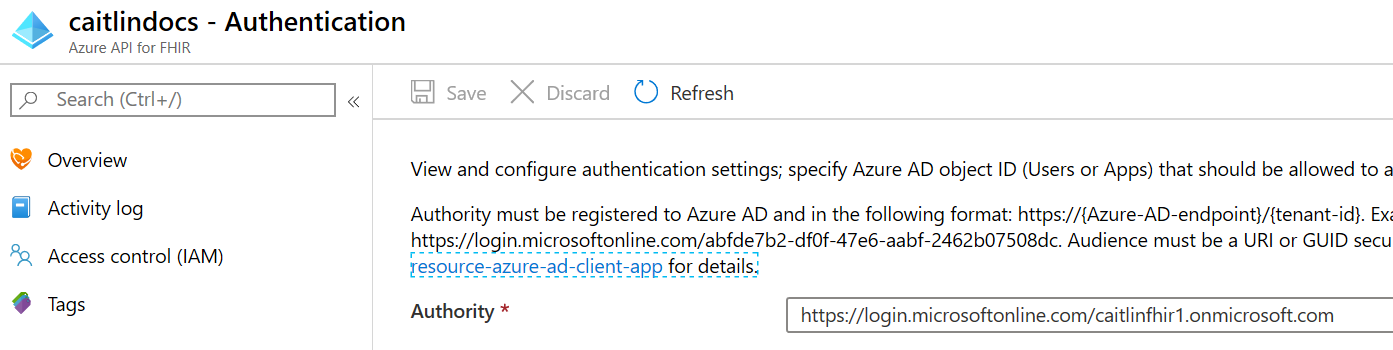 caitlindocs - Authentication
Azure API for FHIR
Search (Ctrl+/)
«
Save
Discard
Refresh
Overview
Activity log
Access control (IAM)
Tags
View and configure authentication settings; specify Azure AD object ID (Users or Apps) that should be allowed to a
Authority must be registered to Azure AD and in the following format: https://{Azure-AD-endpoint}/{tenant-id}. Exa
https://login.microsoftonline.com/abfde7b2-df0f-47e6-aabf-2462b07508dc. Audience must be a URI or GUID secu
resource-azure-ad-client-app for details.
Authority *
https://login.microsoftonline.com/caitlinfhir1.onmicrosoft.com